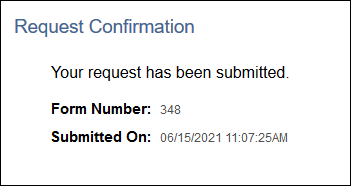 Request Confirmation
Your request has been submitted.
Form Number: 348
Submitted On: 06/15/2021 11:07:25AM